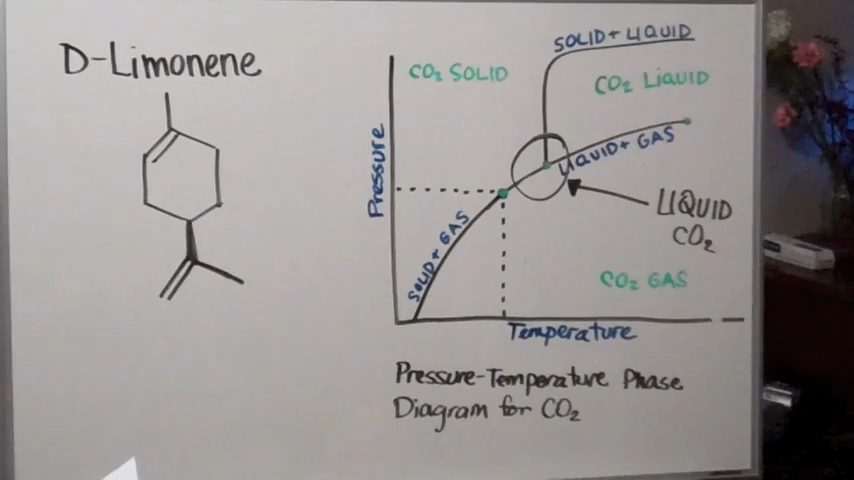 D-Limonene
SOLID + LIQUID
CO₂ SOLID
CO₂ LIQUID
LIQUID + GAS
Pressure
SOLID + GAS
LIQUID
CO₂
CO₂ GAS
Temperature
Pressure-Temperature Phase
Diagram for CO₂